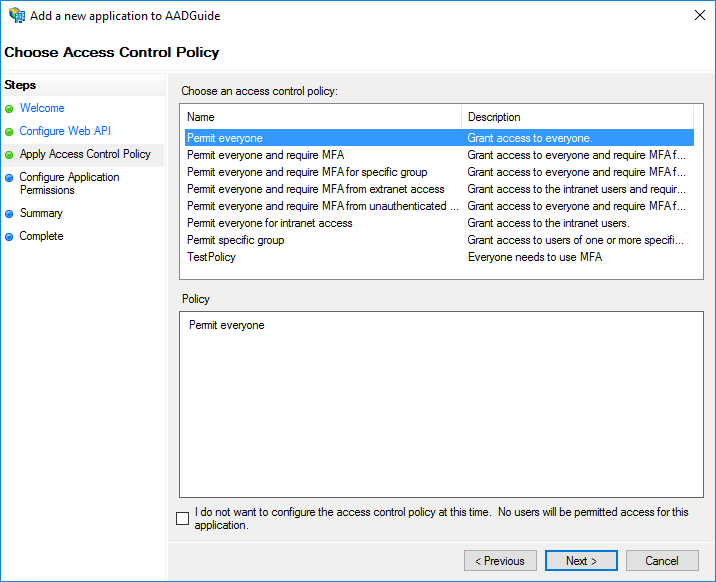 Add a new application to AADGuide
Choose Access Control Policy
Steps
Welcome
Configure Web API
Apply Access Control Policy
Configure Application
Permissions
Summary
Complete
Choose an access control policy:
Name Description
Permit everyone Grant access to everyone.
Permit everyone and require MFA Grant access to everyone and require MFA f...
Permit everyone and require MFA for specific group Grant access to everyone and require MFA f...
Permit everyone and require MFA from extranet access Grant access to the intranet users and requir...
Permit everyone and require MFA from unauthenticated ... Grant access to everyone and require MFA f...
Permit everyone for intranet access Grant access to the intranet users.
Permit specific group Grant access to users of one or more specifi...
TestPolicy Everyone needs to use MFA
Policy
Permit everyone
I do not want to configure the access control policy at this time. No users will be permitted access for this
application.
< Previous Next > Cancel